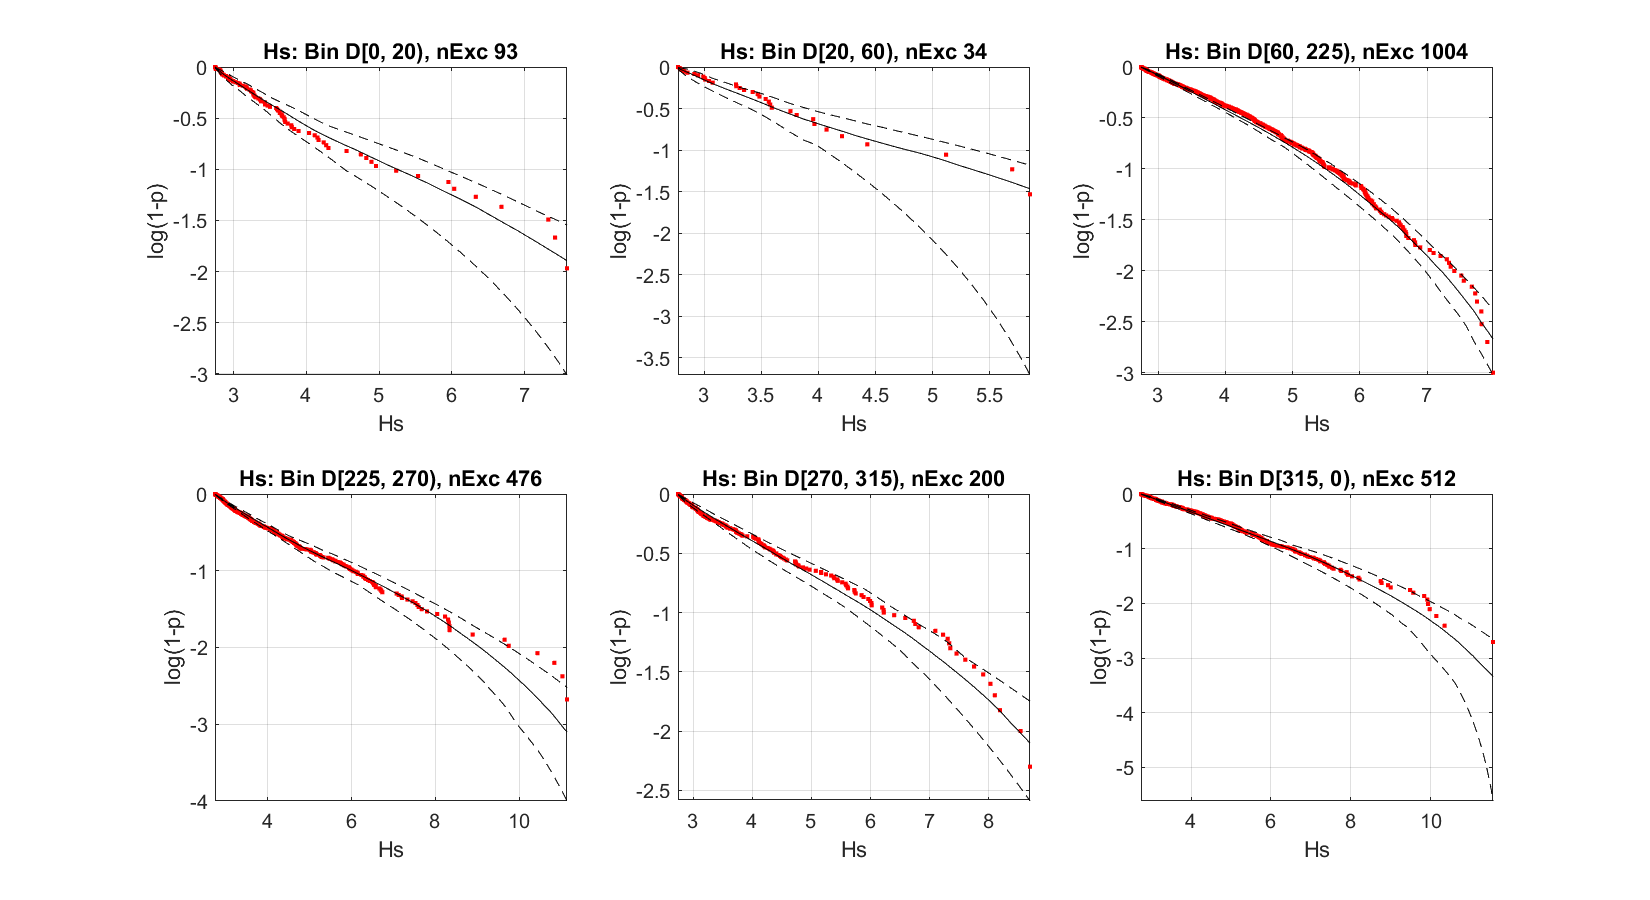 Hs: Bin D[0, 20), nExc 93
0
-0.5
-1
-1.5
-2
-2.5
-3
log(1-p)
3 4 5 6 7
Hs
Hs: Bin D[20, 60), nExc 34
0
-0.5
-1
-1.5
-2
-2.5
-3
-3.5
log(1-p)
3 3.5 4 4.5 5 5.5
Hs
Hs: Bin D[60, 225), nExc 1004
0
-0.5
-1
-1.5
-2
-2.5
-3
log(1-p)
3 4 5 6 7
Hs
Hs: Bin D[225, 270), nExc 476
0
-1
-2
-3
-4
log(1-p)
4 6 8 10
Hs
Hs: Bin D[270, 315), nExc 200
0
-0.5
-1
-1.5
-2
-2.5
log(1-p)
3 4 5 6 7 8
Hs
Hs: Bin D[315, 0), nExc 512
0
-1
-2
-3
-4
-5
log(1-p)
4 6 8 10
Hs